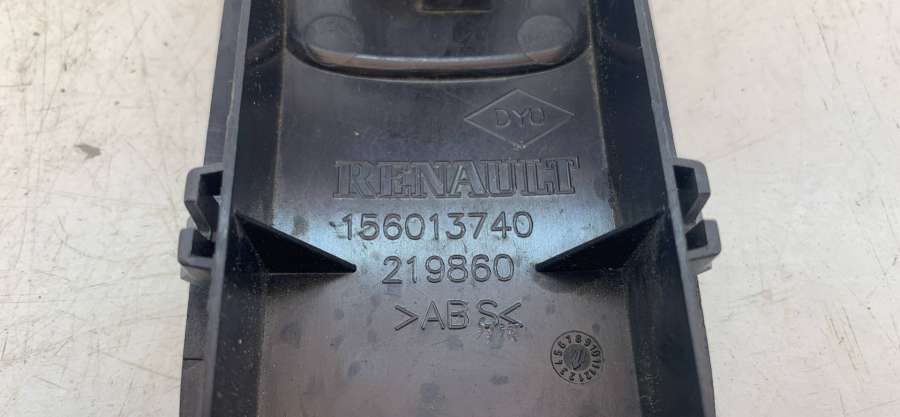 DYO
RENAULT
156013740
219860
>ABS<